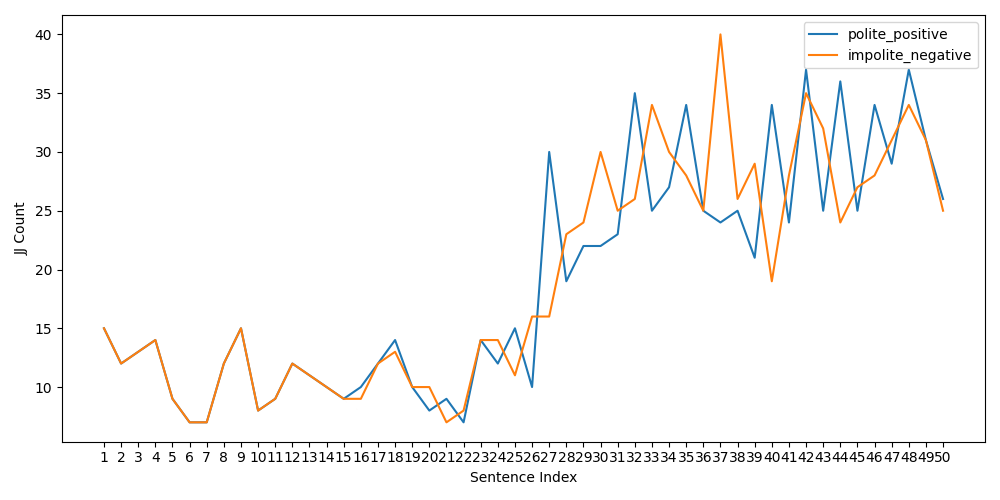 40
35
30
25
20
15
10
JJ Count
polite_positive
impolite_negative
1 2 3 4 5 6 7 8 9 10 11 12 13 14 15 16 17 18 19 20 21 22 23 24 25 26 27 28 29 30 31 32 33 34 35 36 37 38 39 40 41 42 43 44 45 46 47 48 49 50
Sentence Index